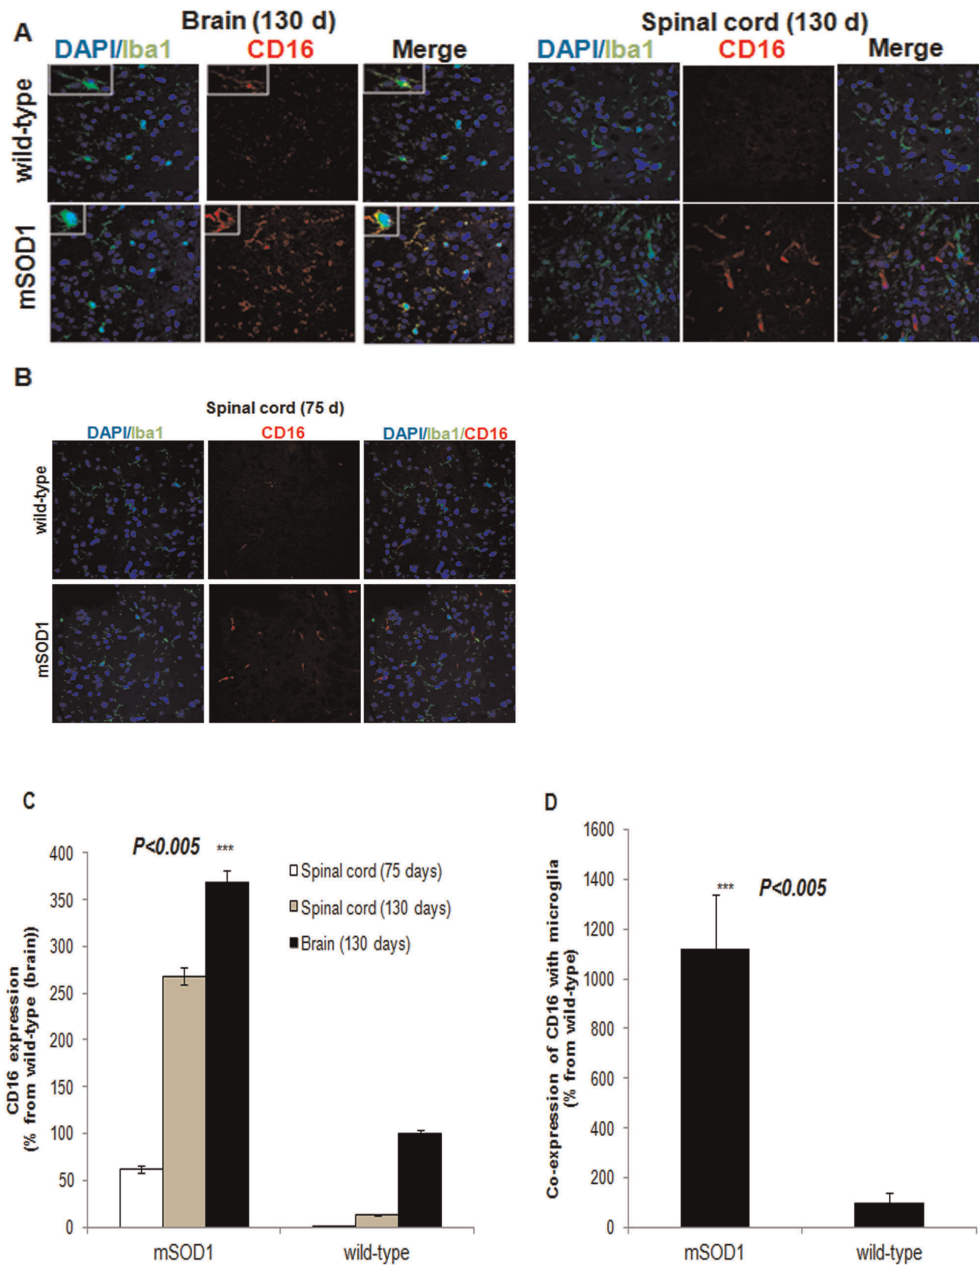 A
Brain (130 d)
DAPI/Iba1 CD16 Merge
Spinal cord (130 d)
DAPI/Iba1 CD16 Merge
wild-type
mSOD1
B
Spinal cord (75 d)
DAPI/Iba1 CD16 DAPI/Iba1/CD16
wild-type
mSOD1
C
P<0.005 ***
CD16 expression
(% from wild-type (brain))
400
350
300
250
200
150
100
50
0
Spinal cord (75 days)
Spinal cord (130 days)
Brain (130 days)
mSOD1 wild-type
D
Co-expression of CD16 with microglia
(% from wild-type)
1600
1400
1200
1000
800
600
400
200
0
*** P<0.005
mSOD1 wild-type